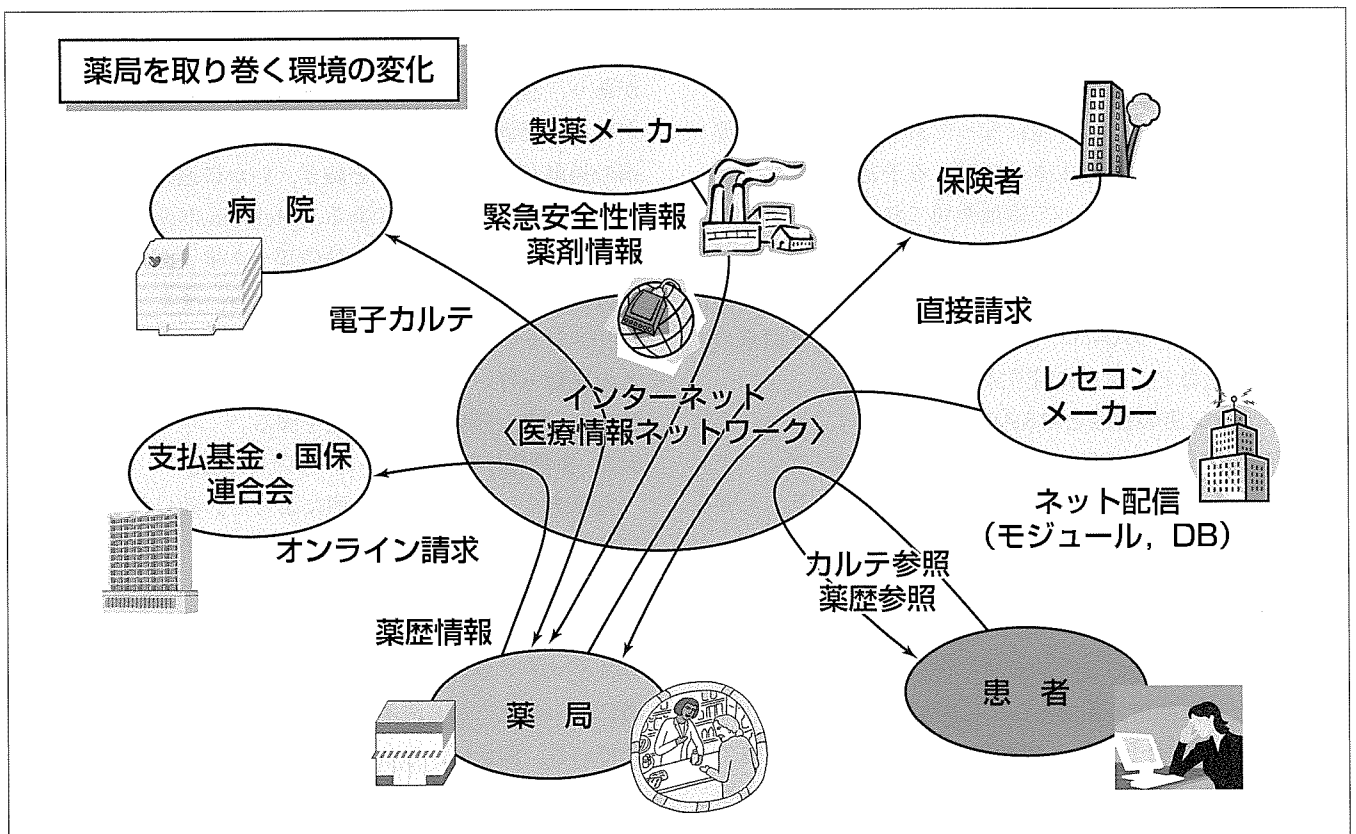 薬局を取り巻く環境の変化
製薬メーカー
保険者
病 院
緊急安全性情報
薬剤情報
電子カルテ
直接請求
レセコン
メーカー
インターネット
〈医療情報ネットワーク〉
支払基金・国保
連合会
ネット配信
(モジュール, DB)
オンライン請求
カルテ参照
薬歴参照
薬歴情報
薬 局
患 者